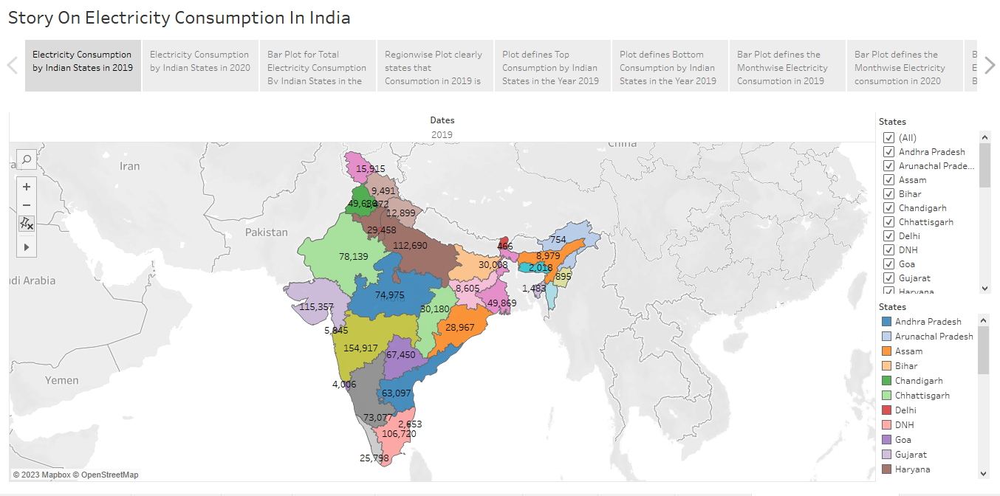 Story On Electricity Consumption In India
Electricity Consumption
by Indian States in 2019
Electricity Consumption
by Indian States in 2020
Bar Plot for Total
Electricity Consumption
By Indian States in the
Regionwise Plot clearly
states that
Consumption in 2019 is
Plot defines Top
Consumption by Indian
States in the Year 2019
Plot defines Bottom
Consumption by Indian
States in the Year 2019
Bar Plot defines the
Monthwise Electricity
Consumption in 2019
Bar Plot defines the
Monthwise Electricity
consumption in 2020
B
E
B
Dates
2019
China
Iran
Pakistan
di Arabia
Yemen
15,915
9,491
49,636
12,899
29,458
112,690
78,139
466
754
8,979
2,018
895
30,008
1,483
8,605
49,869
74,975
115,357
30,180
28,967
5,845
154,917
67,450
4,006
63,097
73,077
2,653
106,720
25,798
© 2023 Mapbox © OpenStreetMap
States
(All)
Andhra Pradesh
Arunachal Prade...
Assam
Bihar
Chandigarh
Chhattisgarh
Delhi
DNH
Goa
Gujarat
Haryana
States
Andhra Pradesh
Arunachal Pradesh
Assam
Bihar
Chandigarh
Chhattisgarh
Delhi
DNH
Goa
Gujarat
Haryana